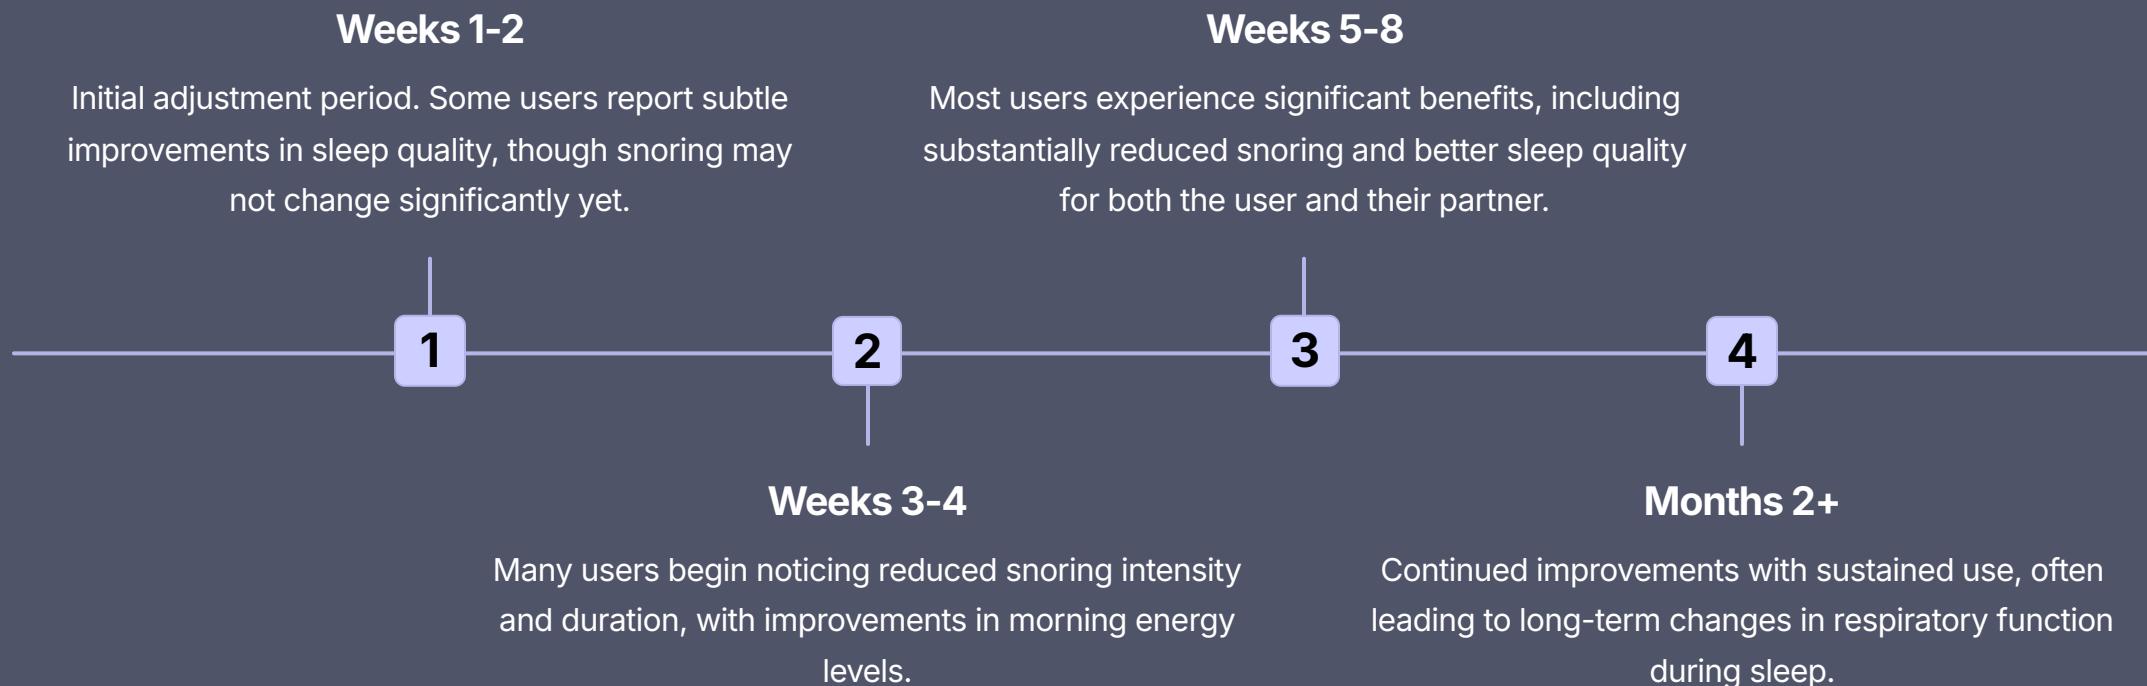 Weeks 1-2
Initial adjustment period. Some users report subtle
improvements in sleep quality, though snoring may
not change significantly yet.
Weeks 5-8
Most users experience significant benefits, including
substantially reduced snoring and better sleep quality
for both the user and their partner.
1
2
3
4
Weeks 3-4
Many users begin noticing reduced snoring intensity
and duration, with improvements in morning energy
levels.
Months 2+
Continued improvements with sustained use, often
leading to long-term changes in respiratory function
during sleep.